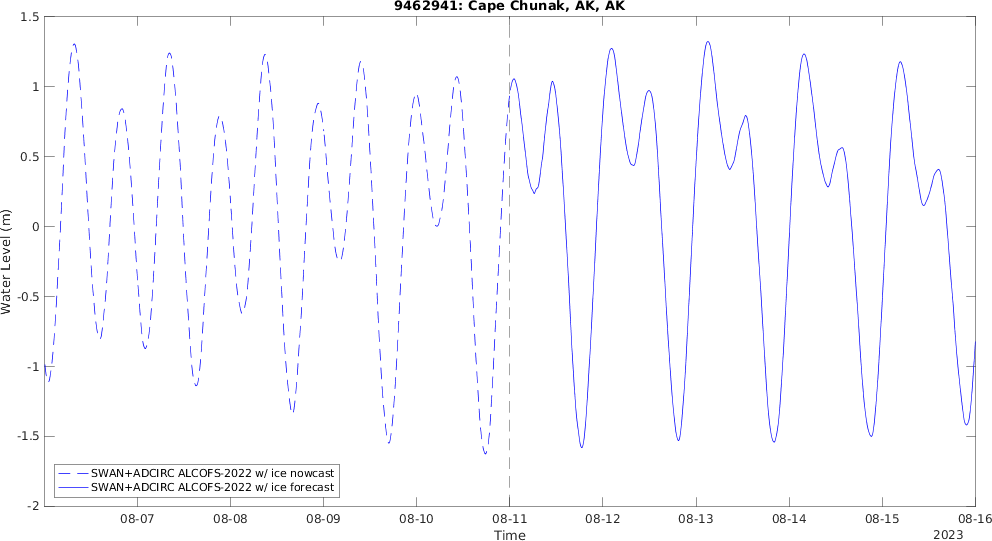 9462941: Cape Chunak, AK, AK
1.5
1
0.5
0
-0.5
-1
-1.5
-2
Water Level (m)
SWAN+ADCIRC ALCOFS-2022 w/ ice nowcast
SWAN+ADCIRC ALCOFS-2022 w/ ice forecast
08-07 08-08 08-09 08-10 08-11 08-12 08-13 08-14 08-15 08-16
Time
2023